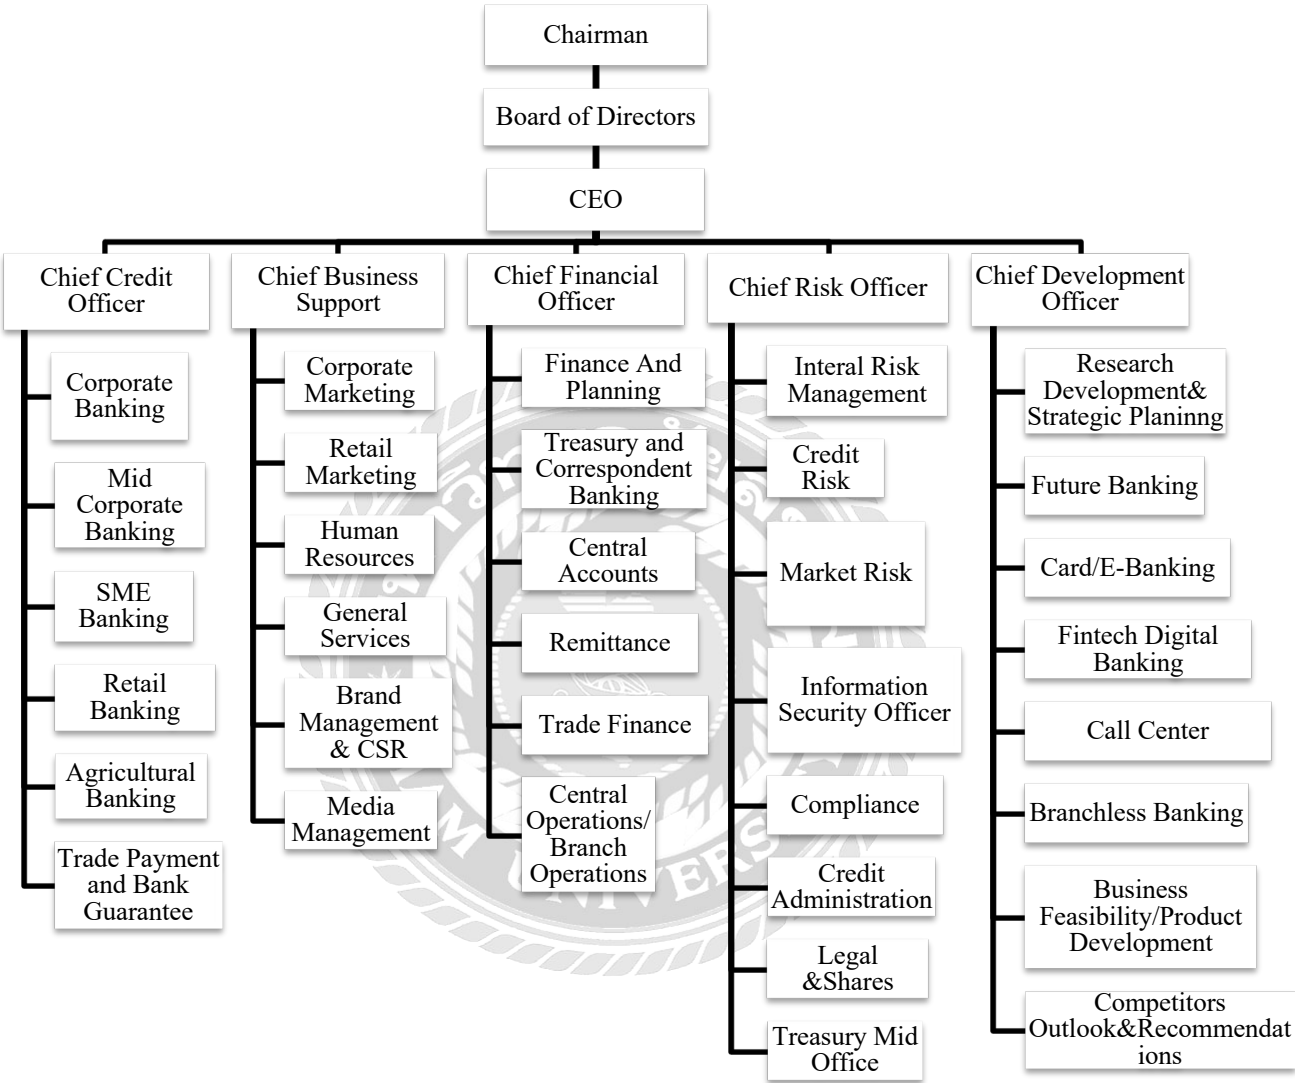 Chairman
Board of Directors
CEO
Chief Credit
Officer
Corporate
Banking
Mid
Corporate
Banking
SME
Banking
Retail
Banking
Agricultural
Banking
Trade Payment
and Bank
Guarantee
Chief Business
Support
Corporate
Marketing
Retail
Marketing
Human
Resources
General
Services
Brand
Management
& CSR
Media
Management
Chief Financial
Officer
Finance And
Planning
Treasury and
Correspondent
Banking
Central
Accounts
Remittance
Trade Finance
Central
Operations/
Branch
Operations
Chief Risk Officer
Interal Risk
Management
Credit
Risk
Market Risk
Information
Security Officer
Compliance
Credit
Administration
Legal
&Shares
Treasury Mid
Office
Chief Development
Officer
Research
Development&
Strategic Planinng
Future Banking
Card/E-Banking
Fintech Digital
Banking
Call Center
Branchless Banking
Business
Feasibility/Product
Development
Competitors
Outlook&Recommendat
ions